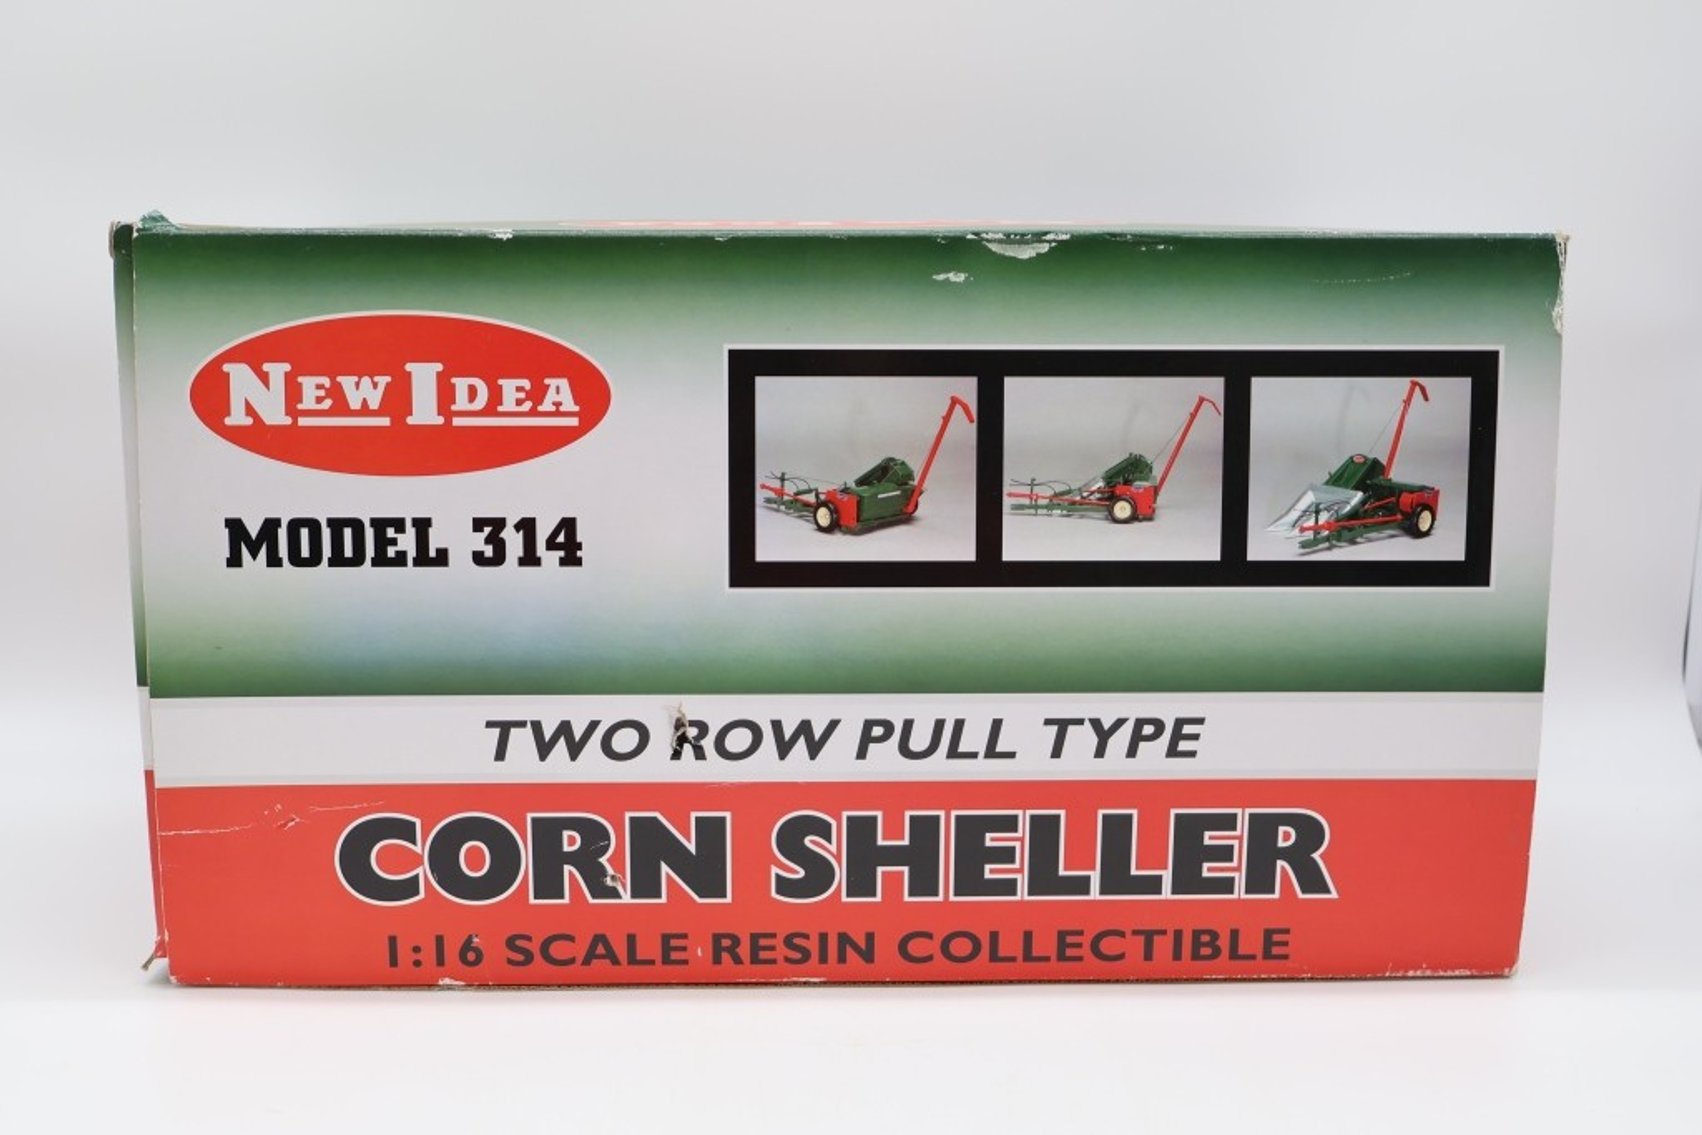 NEW IDEA
MODEL 314
TWO ROW PULL TYPE
CORN SHELLER
1:16 SCALE RESIN COLLECTIBLE